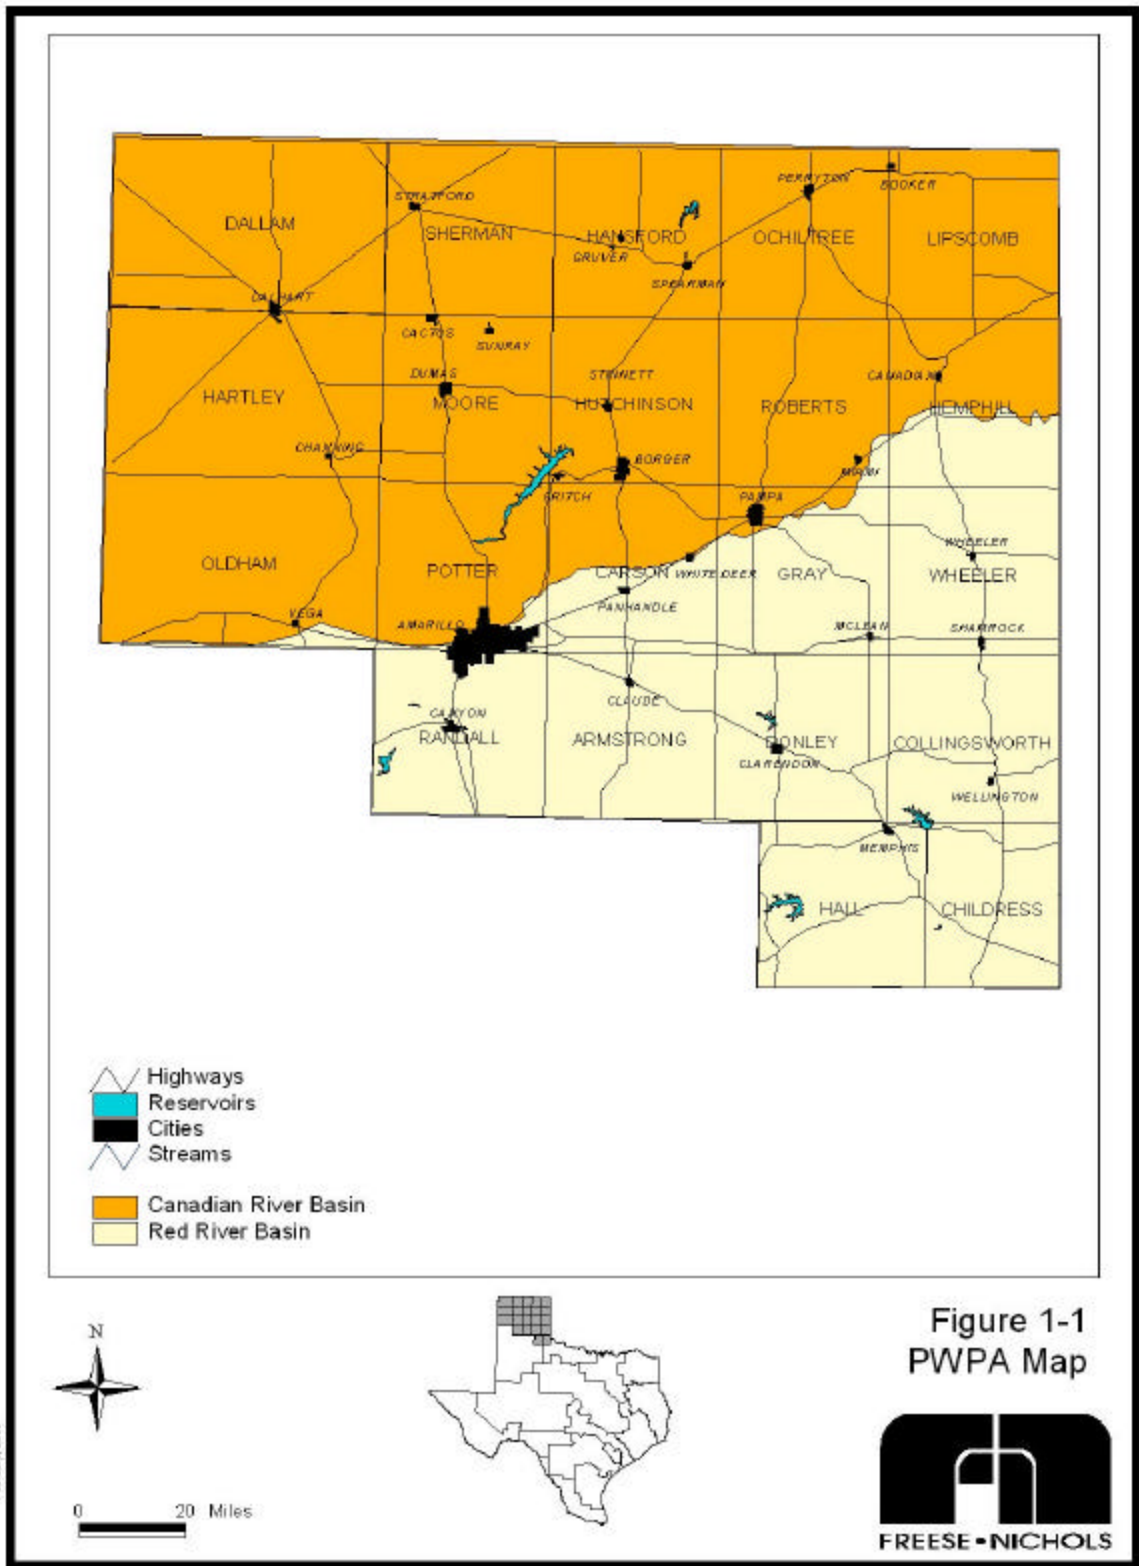 PERRYTON
BOOKER
STRATFORD
DALLAM
SHERMAN
HANSFORD
OCHILTREE
LIPSCOMB
GRUVER
SPEARMAN
DALHART
CACTUS
SUNRAY
DUMAS
STINNETT
CANADIAN
HARTLEY
MOORE
HUTCHINSON
ROBERTS
HEMPHILL
CHANNING
BORGER
MIAMI
FRITCH
PAMPA
WHEELER
OLDHAM
POTTER
CARSON
WHITE DEER
GRAY
WHEELER
PANHANDLE
VEGA
AMARILLO
MCLEAN
SHAMROCK
CLAUDE
CANYON
RANDALL
ARMSTRONG
DONLEY
COLLINGSWORTH
CLARENDON
WELLINGTON
MEMPHIS
HALL
CHILDRESS
Highways
Reservoirs
Cities
Streams
Canadian River Basin
Red River Basin
N
0 20 Miles
Figure 1-1
PWPA Map
FREESE•NICHOLS